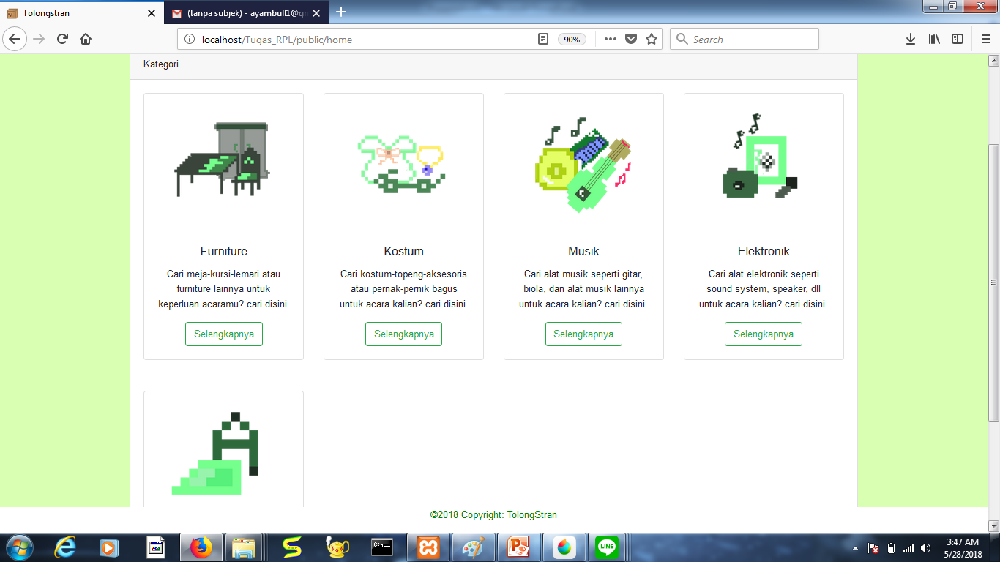 Tolongstran
(tanpa subjek) - ayambull1@gm
localhost/Tugas_RPL/public/home
90%
Search
Kategori
Furniture
Cari meja-kursi-lemari atau
furniture lainnya untuk
keperluan acaramu? cari disini.
Selengkapnya
Kostum
Cari kostum-topeng-aksesoris
atau pernak-pernik bagus
untuk acara kalian? cari disini.
Selengkapnya
Musik
Cari alat musik seperti gitar,
biola, dan alat musik lainnya
untuk acara kalian? cari disini.
Selengkapnya
Elektronik
Cari alat elektronik seperti
sound system, speaker, dll
untuk acara kalian? cari disini.
Selengkapnya
©2018 Copyright: TolongStran
LINE
3:47 AM
5/28/2018